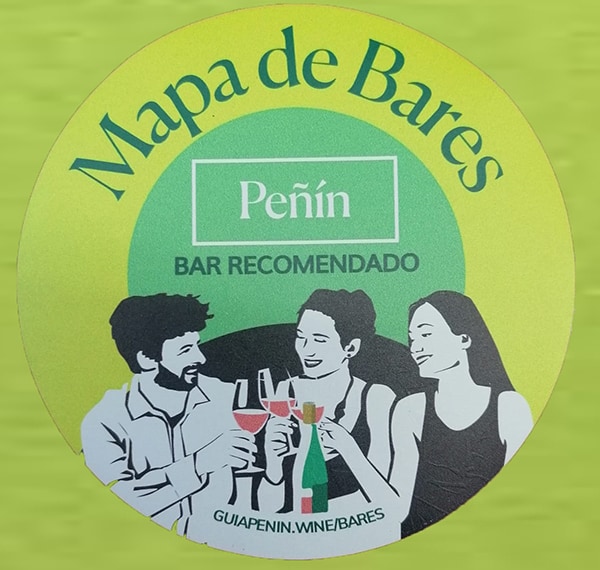 Mapa de Bares
Peñín
BAR RECOMENDADO
GUIAPENIN.WINE/BARES